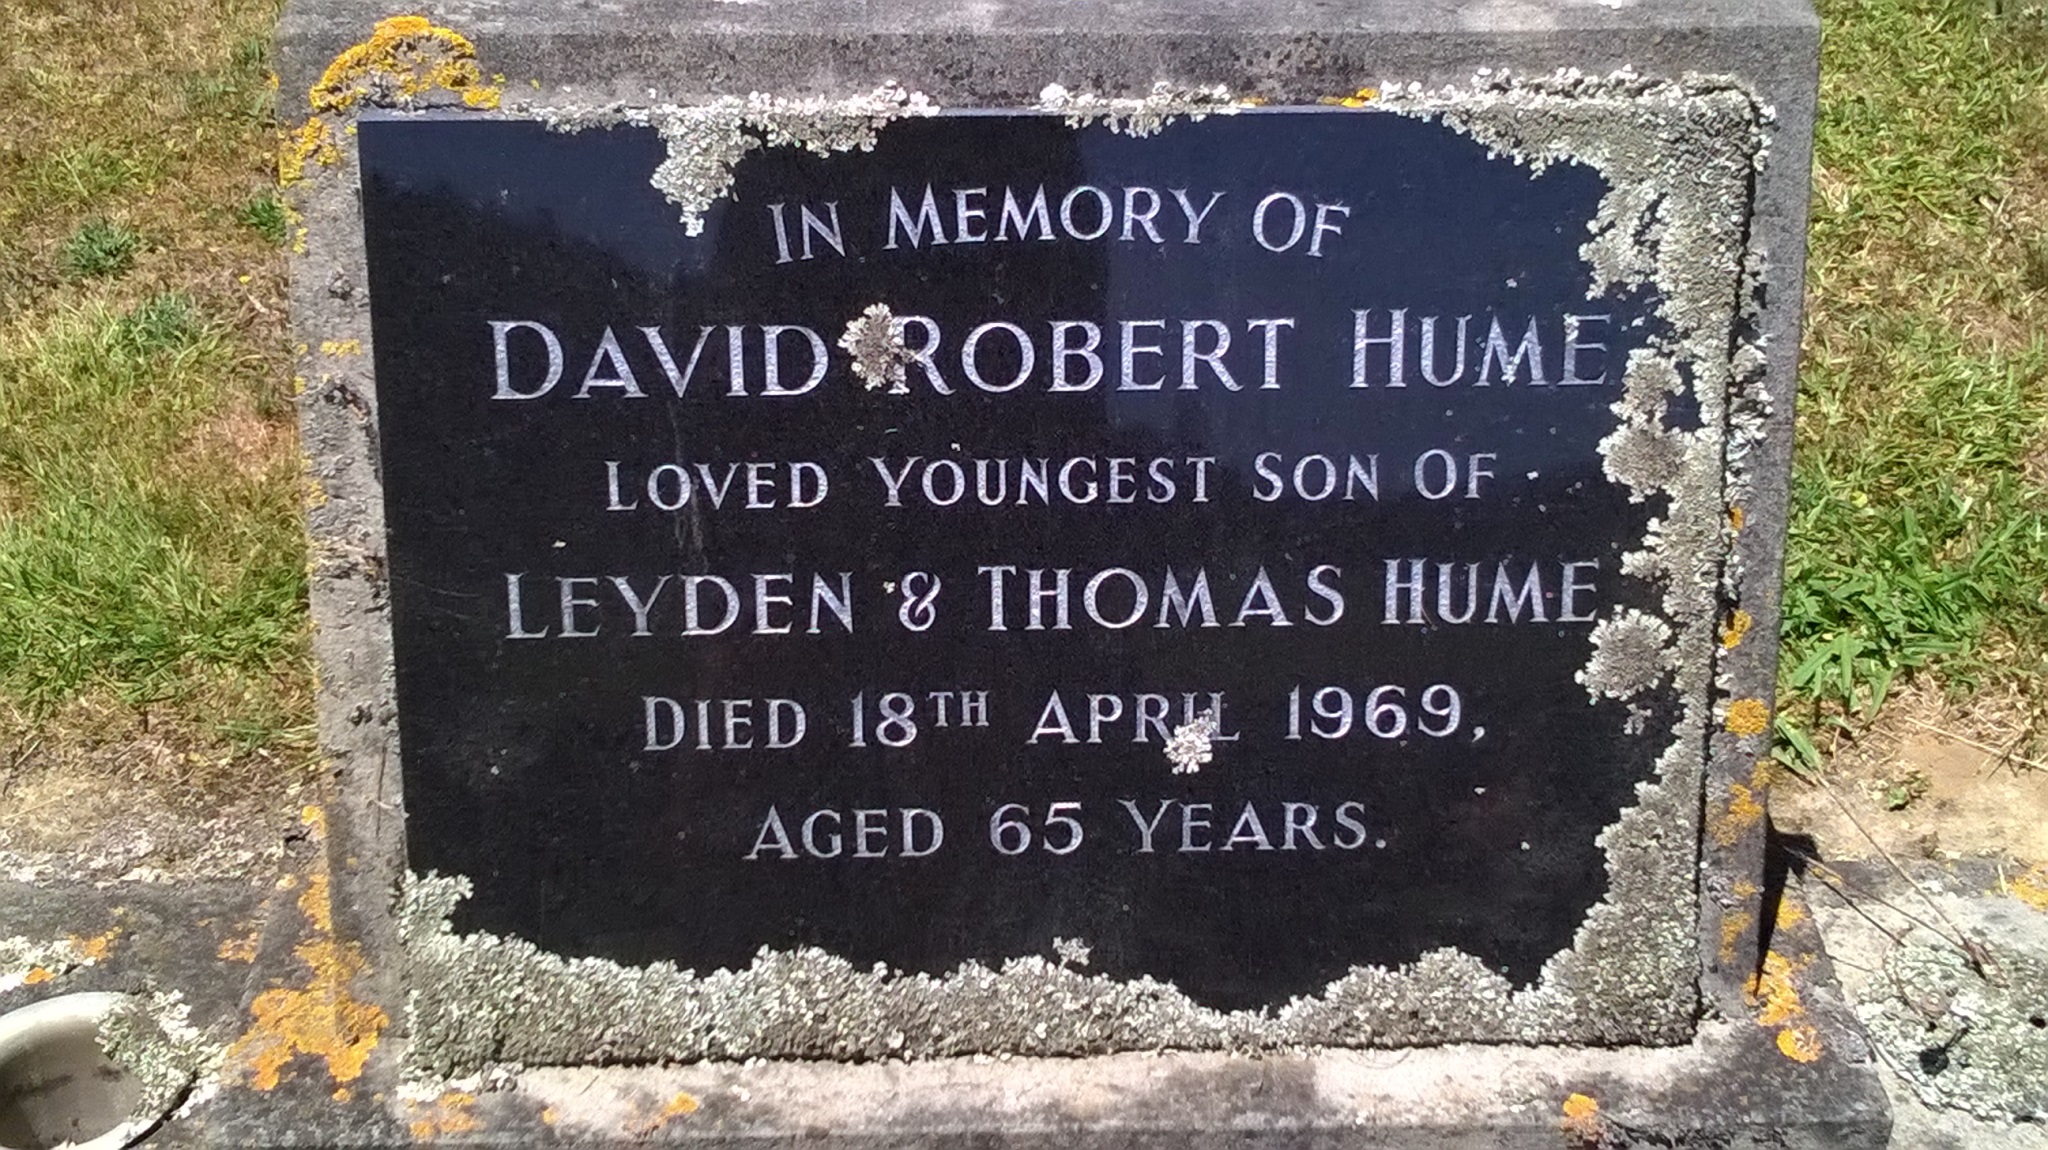 IN MEMORY OF
DAVID ROBERT HUME
LOVED YOUNGEST SON OF
LEYDEN & THOMAS HUME
DIED 18TH APRIL 1969,
AGED 65 YEARS.